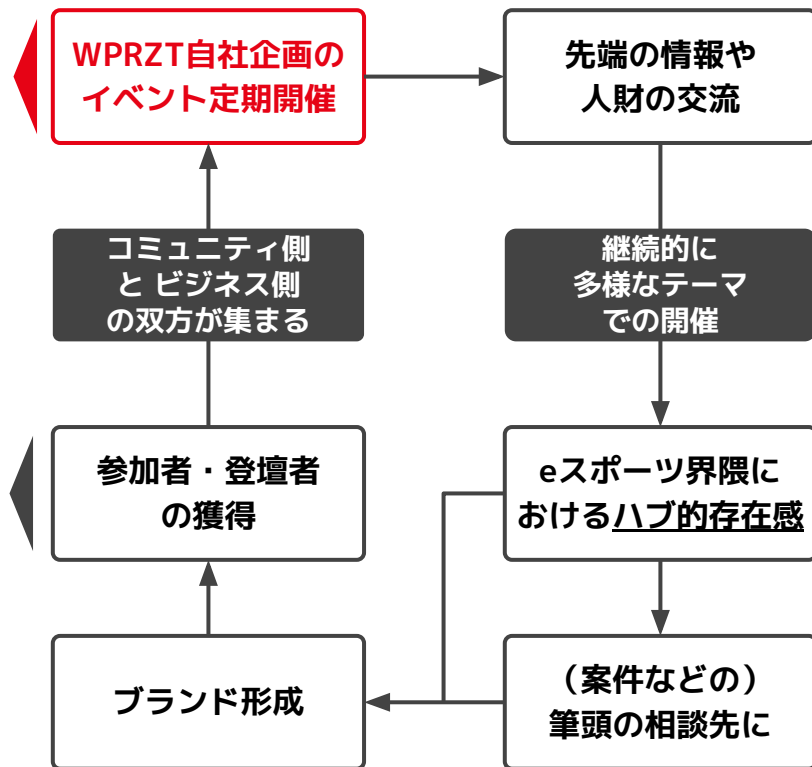 WPRZT自社企画の
イベント定期開催
先端の情報や
人財の交流
コミュニティ側
と ビジネス側
の双方が集まる
継続的に
多様なテーマ
での開催
参加者・登壇者
の獲得
eスポーツ界隈に
おけるハブ的存在感
ブランド形成
（案件などの）
筆頭の相談先に